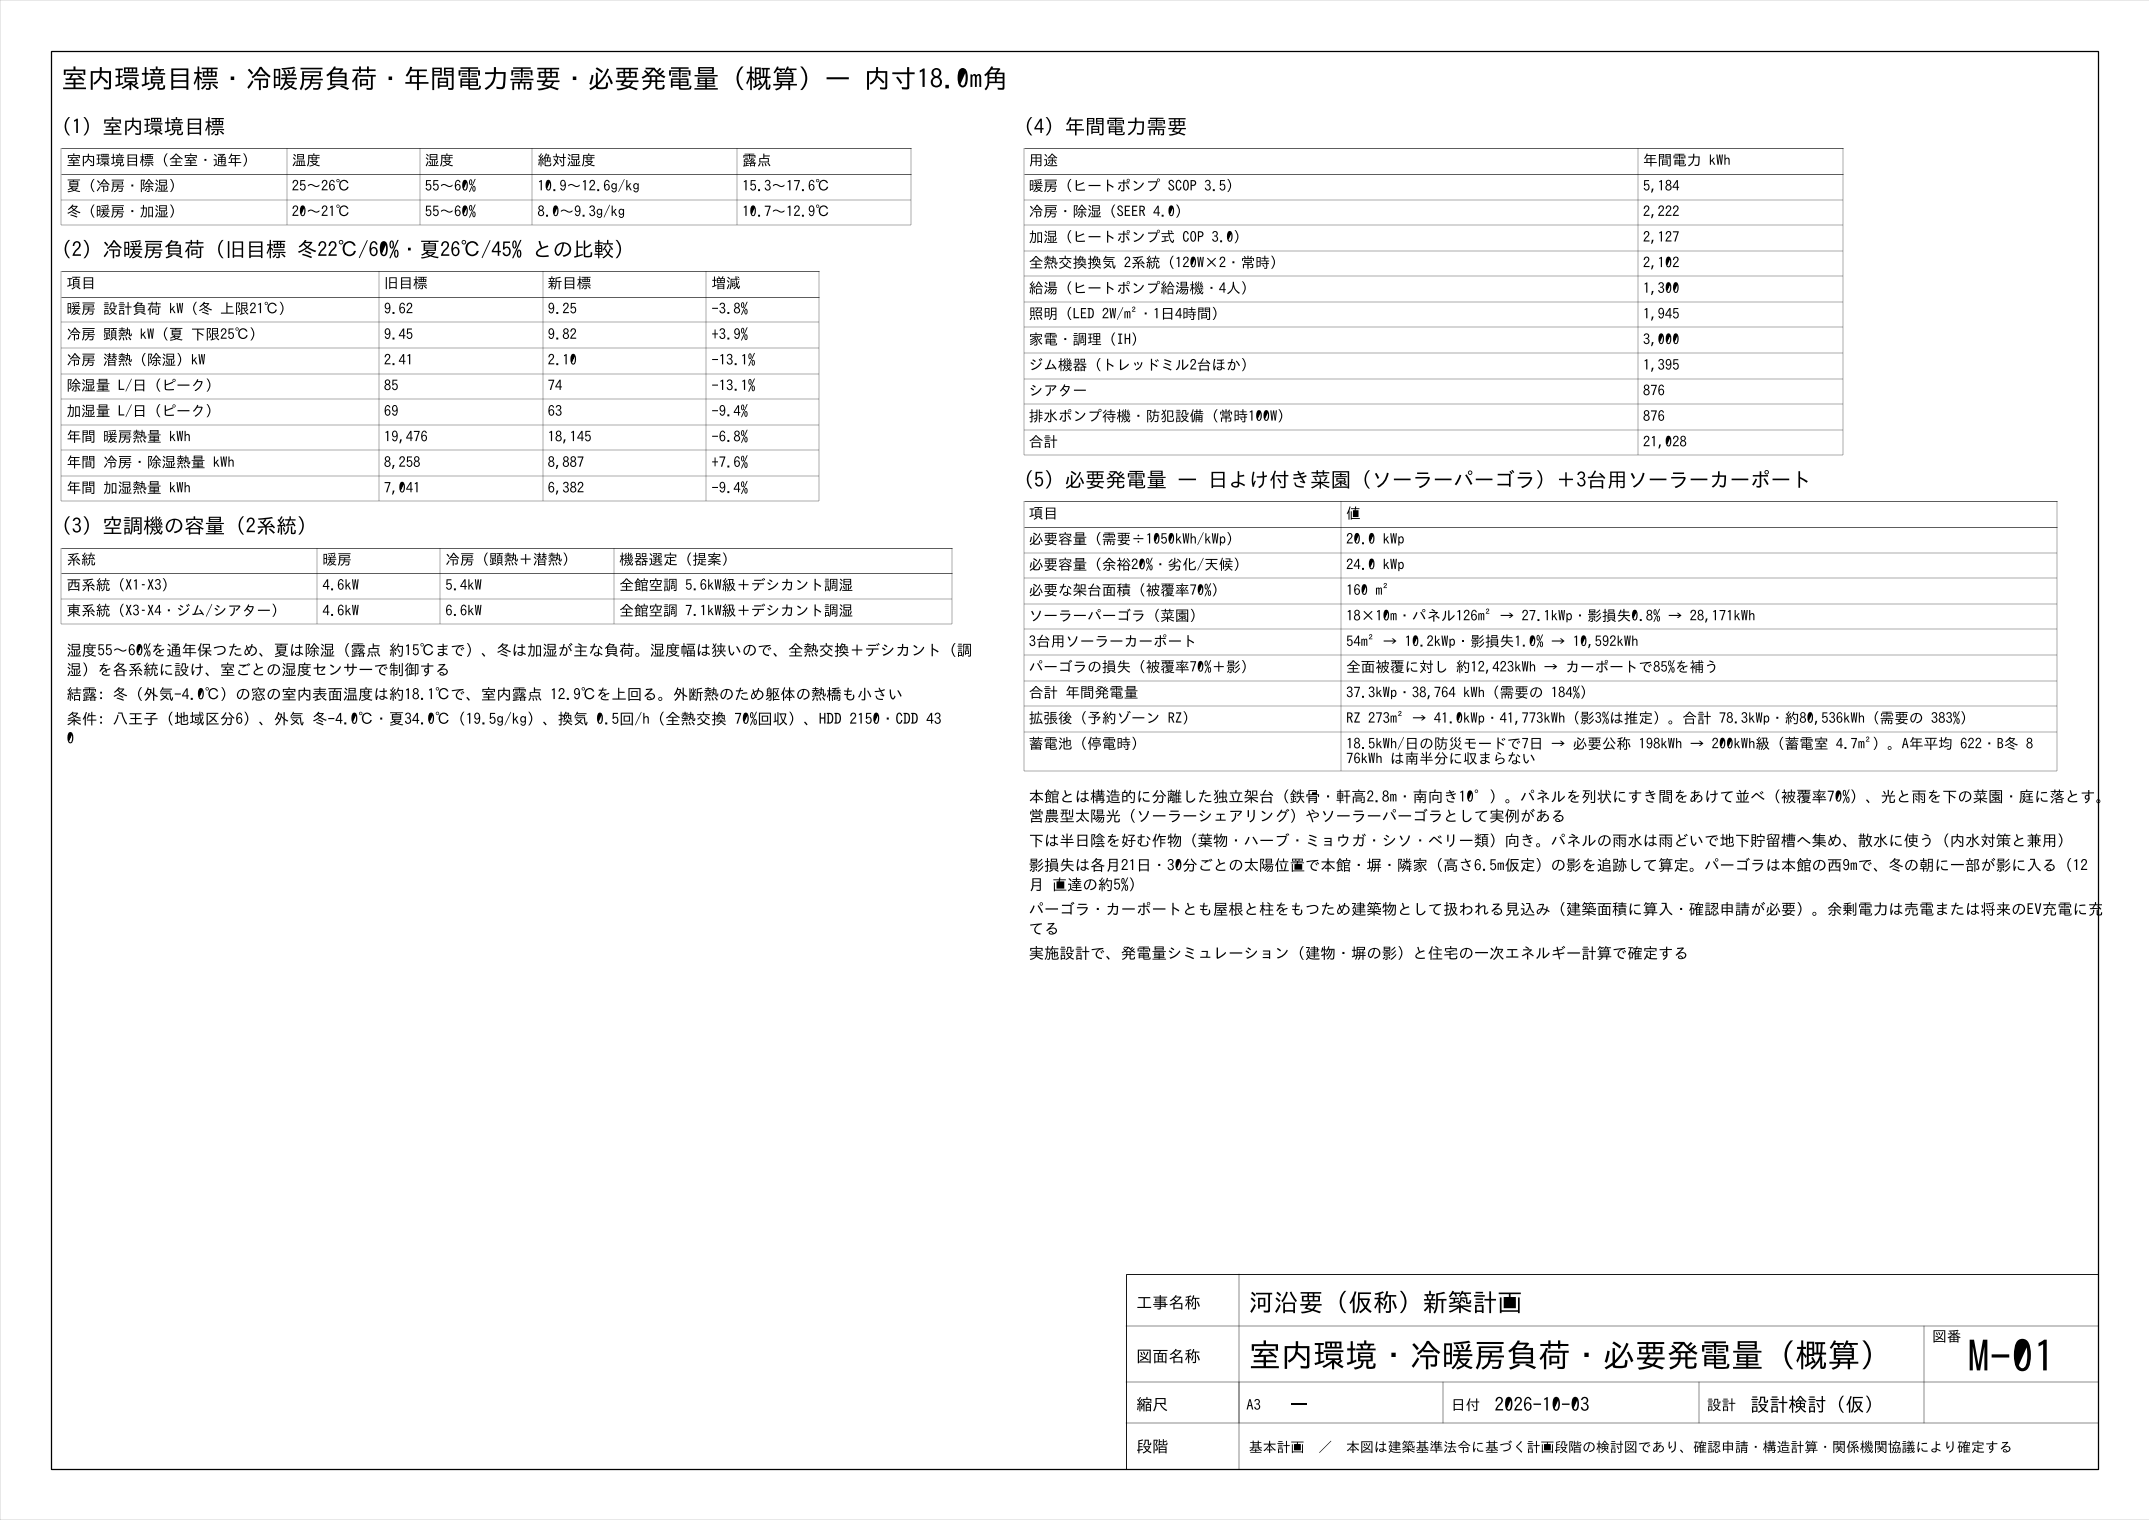 室内環境目標・冷暖房負荷・年間電力需要・必要発電量（概算）― 内寸18.0m角
（1）室内環境目標
室内環境目標（全室・通年） 温度 湿度 絶対湿度 露点
夏（冷房・除湿） 25～26℃ 55～60% 10.9～12.6g/kg 15.3～17.6℃
冬（暖房・加湿） 20～21℃ 55～60% 8.0～9.3g/kg 10.7～12.9℃
（2）冷暖房負荷（旧目標 冬22℃/60%・夏26℃/45% との比較）
項目 旧目標 新目標 増減
暖房 設計負荷 kW（冬 上限21℃） 9.62 9.25 -3.8%
冷房 顕熱 kW（夏 下限25℃） 9.45 9.82 +3.9%
冷房 潜熱（除湿）kW 2.41 2.10 -13.1%
除湿量 L/日（ピーク） 85 74 -13.1%
加湿量 L/日（ピーク） 69 63 -9.4%
年間 暖房熱量 kWh 19,476 18,145 -6.8%
年間 冷房・除湿熱量 kWh 8,258 8,887 +7.6%
年間 加湿熱量 kWh 7,041 6,382 -9.4%
（3）空調機の容量（2系統）
系統 暖房 冷房（顕熱＋潜熱） 機器選定（提案）
西系統（X1-X3） 4.6kW 5.4kW 全館空調 5.6kW級＋デシカント調湿
東系統（X3-X4・ジム/シアター） 4.6kW 6.6kW 全館空調 7.1kW級＋デシカント調湿
湿度55～60%を通年保つため、夏は除湿（露点 約15℃まで）、冬は加湿が主な負荷。湿度幅は狭いので、全熱交換＋デシカント（調
湿）を各系統に設け、室ごとの湿度センサーで制御する
結露: 冬（外気-4.0℃）の窓の室内表面温度は約18.1℃で、室内露点 12.9℃を上回る。外断熱のため躯体の熱橋も小さい
条件: 八王子（地域区分6）、外気 冬-4.0℃・夏34.0℃（19.5g/kg）、換気 0.5回/h（全熱交換 70%回収）、HDD 2150・CDD 43
0
（4）年間電力需要
用途 年間電力 kWh
暖房（ヒートポンプ SCOP 3.5） 5,184
冷房・除湿（SEER 4.0） 2,222
加湿（ヒートポンプ式 COP 3.0） 2,127
全熱交換換気 2系統（120W×2・常時） 2,102
給湯（ヒートポンプ給湯機・4人） 1,300
照明（LED 2W/㎡・1日4時間） 1,945
家電・調理（IH） 3,000
ジム機器（トレッドミル2台ほか） 1,395
シアター 876
排水ポンプ待機・防犯設備（常時100W） 876
合計 21,028
（5）必要発電量 ― 日よけ付き菜園（ソーラーパーゴラ）＋3台用ソーラーカーポート
項目 値
必要容量（需要÷1050kWh/kWp） 20.0 kWp
必要容量（余裕20%・劣化/天候） 24.0 kWp
必要な架台面積（被覆率70%） 160 ㎡
ソーラーパーゴラ（菜園） 18×10m・パネル126㎡ → 27.1kWp・影損失0.8% → 28,171kWh
3台用ソーラーカーポート 54㎡ → 10.2kWp・影損失1.0% → 10,592kWh
パーゴラの損失（被覆率70%＋影） 全面被覆に対し 約12,423kWh → カーポートで85%を補う
合計 年間発電量 37.3kWp・38,764 kWh（需要の 184%）
拡張後（予約ゾーン RZ） RZ 273㎡ → 41.0kWp・41,773kWh（影3%は推定）。合計 78.3kWp・約80,536kWh（需要の 383%）
蓄電池（停電時） 18.5kWh/日の防災モードで7日 → 必要公称 198kWh → 200kWh級（蓄電室 4.7㎡）。A年平均 622・B冬 8
76kWh は南半分に収まらない
本館とは構造的に分離した独立架台（鉄骨・軒高2.8m・南向き10°）。パネルを列状にすき間をあけて並べ（被覆率70%）、光と雨を下の菜園・庭に落とす。
営農型太陽光（ソーラーシェアリング）やソーラーパーゴラとして実例がある
下は半日陰を好む作物（葉物・ハーブ・ミョウガ・シソ・ベリー類）向き。パネルの雨水は雨どいで地下貯留槽へ集め、散水に使う（内水対策と兼用）
影損失は各月21日・30分ごとの太陽位置で本館・塀・隣家（高さ6.5m仮定）の影を追跡して算定。パーゴラは本館の西9mで、冬の朝に一部が影に入る（12
月 直達の約5%）
パーゴラ・カーポートとも屋根と柱をもつため建築物として扱われる見込み（建築面積に算入・確認申請が必要）。余剰電力は売電または将来のEV充電に充
てる
実施設計で、発電量シミュレーション（建物・塀の影）と住宅の一次エネルギー計算で確定する
工事名称 河沿要（仮称）新築計画
図面名称 室内環境・冷暖房負荷・必要発電量（概算） 図番 M-01
縮尺 A3 ― 日付 2026-10-03 設計 設計検討（仮）
段階 基本計画 ／ 本図は建築基準法令に基づく計画段階の検討図であり、確認申請・構造計算・関係機関協議により確定する